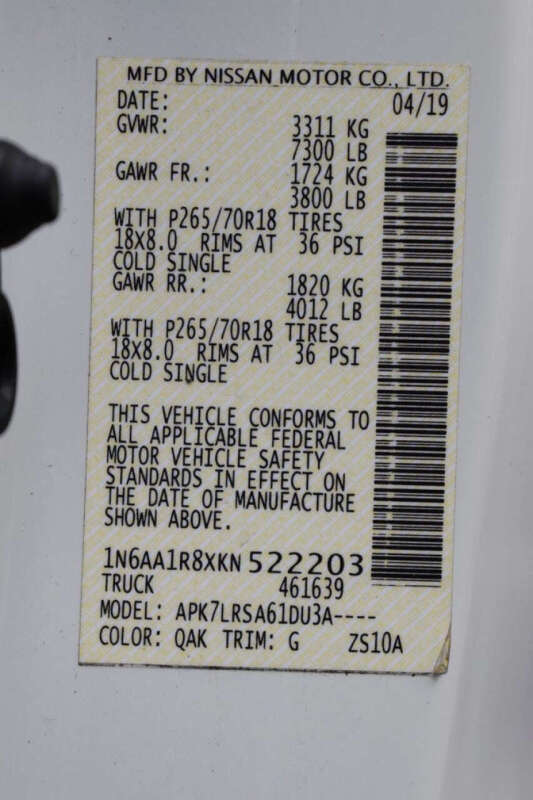 MFD BY NISSAN MOTOR CO., LTD.
DATE: 04/19
GVWR: 3311 KG
7300 LB
GAWR FR.: 1724 KG
3800 LB
WITH P265/70R18 TIRES
18X8.0 RIMS AT 36 PSI
COLD SINGLE
GAWR RR.: 1820 KG
4012 LB
WITH P265/70R18 TIRES
18X8.0 RIMS AT 36 PSI
COLD SINGLE
THIS VEHICLE CONFORMS TO
ALL APPLICABLE FEDERAL
MOTOR VEHICLE SAFETY
STANDARDS IN EFFECT ON
THE DATE OF MANUFACTURE
SHOWN ABOVE.
1N6AA1R8XKN 522203
TRUCK 461639
MODEL: APK7LRSA61DU3A----
COLOR: QAK TRIM: G ZS10A